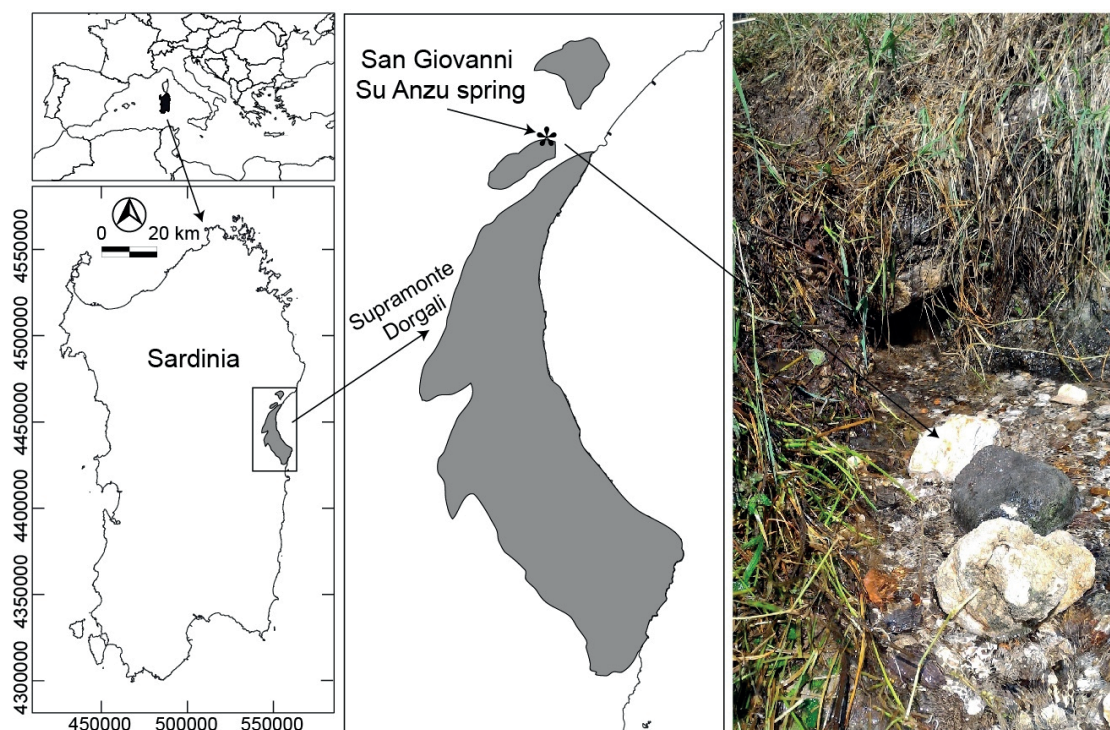 0
20 km
Sardinia
4550000
4500000
4450000
4400000
4350000
4300000
450000
500000
550000
San Giovanni
Su Anzu spring
*
Supramonte
Dorgali